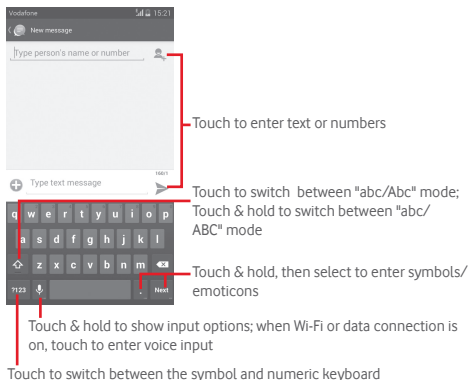 Vodafone 15:21
New message
Type person's name or number
Touch to enter text or numbers
160/1
Type text message
Touch to switch between "abc/Abc" mode;
Touch & hold to switch between "abc/
ABC" mode
q w e r t y u i o p
a s d f g h j k l
z x c v b n m
Touch & hold, then select to enter symbols/
emoticons
?123 . Next
Touch & hold to show input options; when Wi-Fi or data connection is
on, touch to enter voice input
Touch to switch between the symbol and numeric keyboard